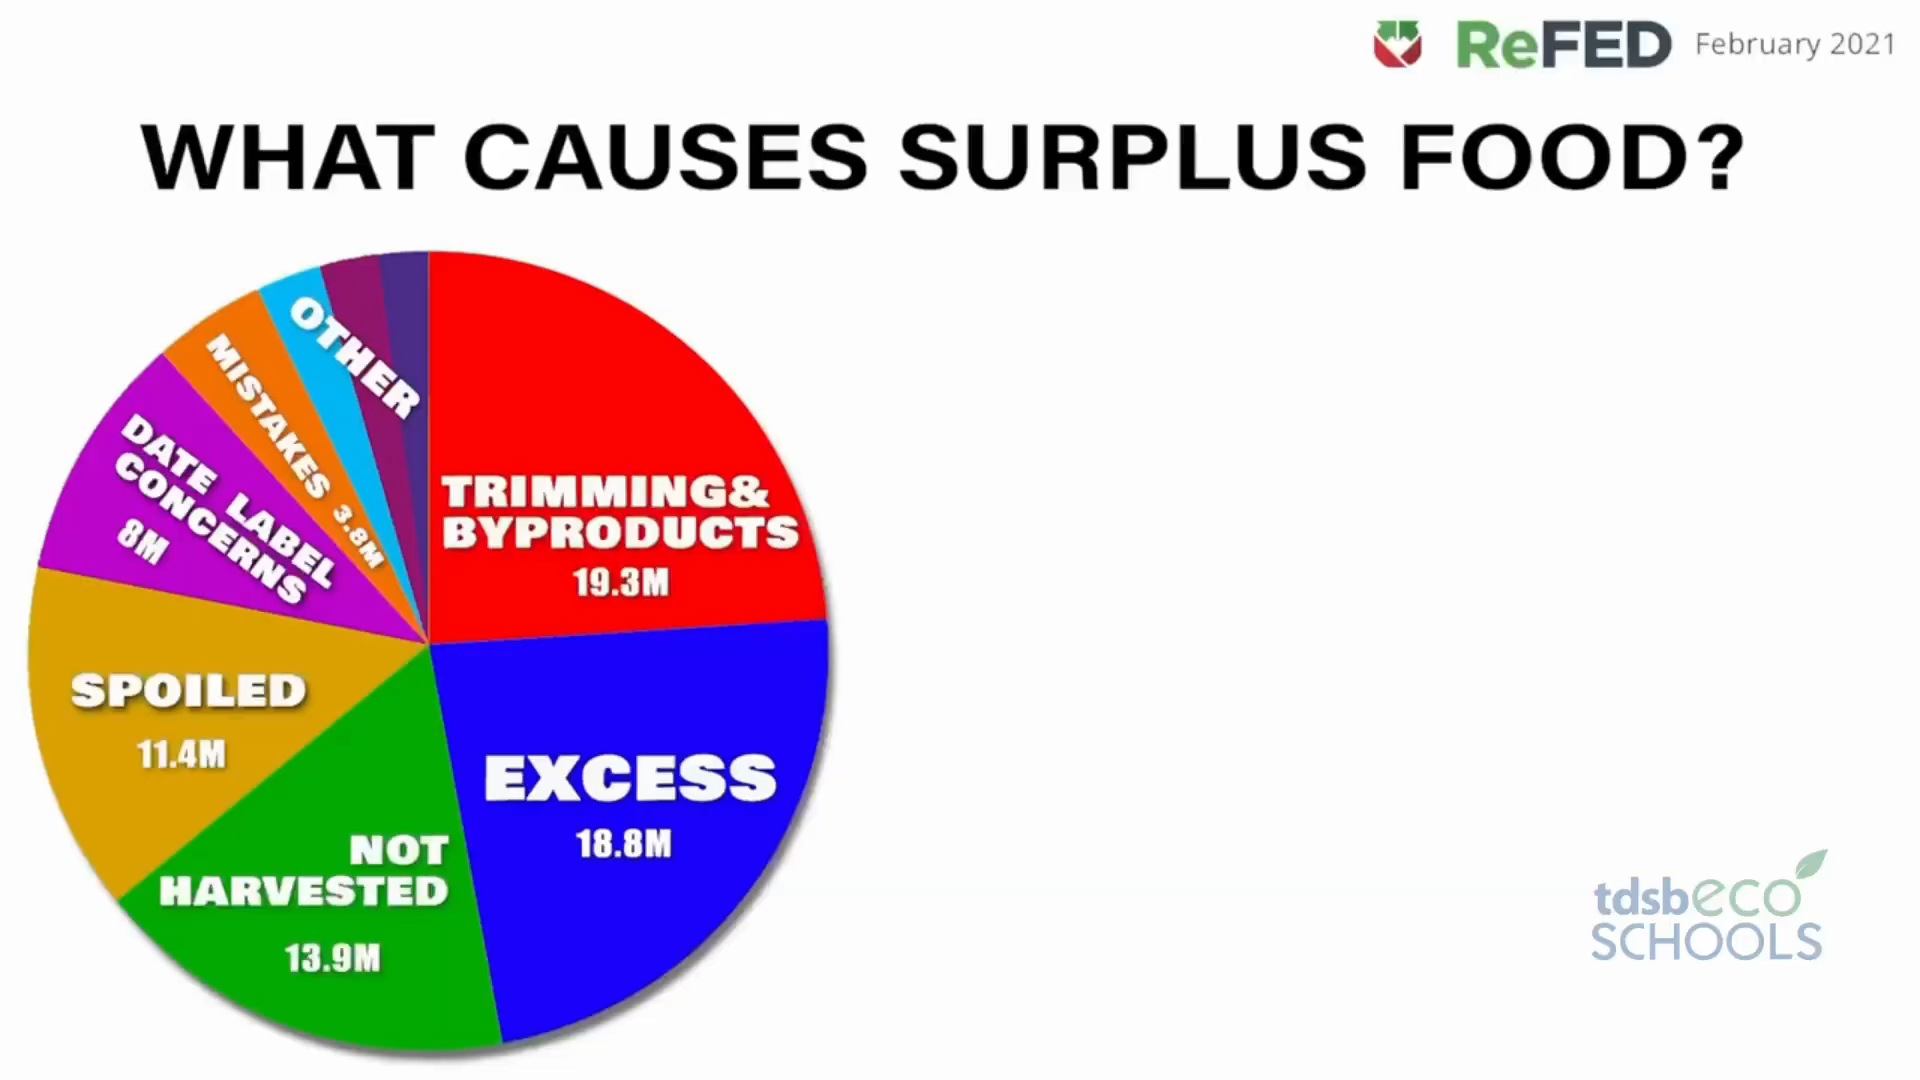 ReFED February 2021
WHAT CAUSES SURPLUS FOOD?
OTHER
MISTAKES 3.8M
DATE LABEL
CONCERNS
8M
TRIMMING&
BYPRODUCTS
19.3M
SPOILED
11.4M
EXCESS
18.8M
NOT
HARVESTED
13.9M
tdsbeco
SCHOOLS